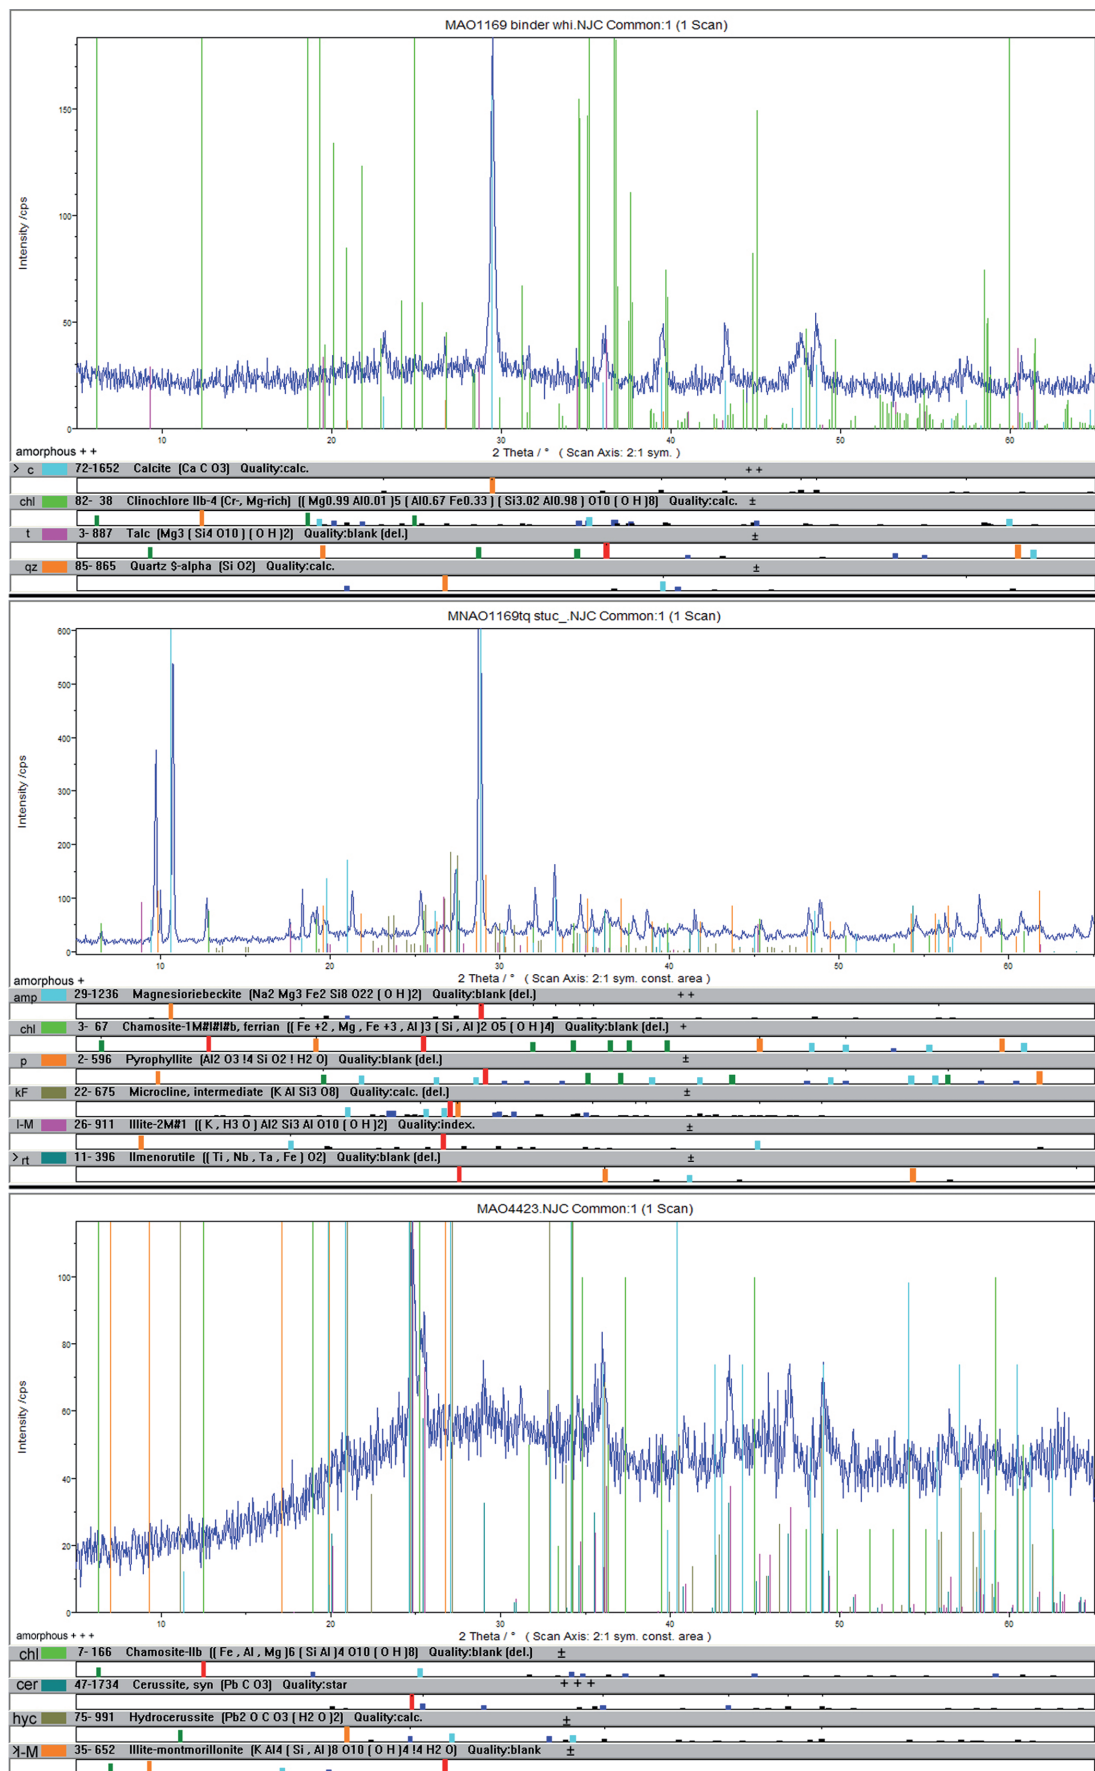 MAO1169 binder whi.NJC Common:1 (1 Scan)
Intensity /cps
150
100
50
0
10 20 30 40 50 60
2 Theta / ° ( Scan Axis: 2:1 sym. )
amorphous + +
> c 72-1652 Calcite (Ca C O3) Quality:calc. + +
chl 82- 38 Clinochlore IIb-4 (Cr-, Mg-rich) (( Mg0.99 Al0.01 )5 ( Al0.67 Fe0.33 ) ( Si3.02 Al0.98 ) O10 ( O H )8) Quality:calc. ±
t 3- 887 Talc (Mg3 ( Si4 O10 ) ( O H )2) Quality:blank (del.) ±
qz 85- 865 Quartz $-alpha (Si O2) Quality:calc. ±
MNAO1169tq stuc_.NJC Common:1 (1 Scan)
Intensity /cps
600
500
400
300
200
100
0
10 20 30 40 50 60
2 Theta / ° ( Scan Axis: 2:1 sym. const. area )
amorphous +
amp 29-1236 Magnesioriebeckite (Na2 Mg3 Fe2 Si8 O22 ( O H )2) Quality:blank (del.) + +
chl 3- 67 Chamosite-1M#I#I#b, ferrian (( Fe +2 , Mg , Fe +3 , Al )3 ( Si , Al )2 O5 ( O H )4) Quality:blank (del.) +
p 2- 596 Pyrophyllite (Al2 O3 !4 Si O2 ! H2 O) Quality:blank (del.) ±
kF 22- 675 Microcline, intermediate (K Al Si3 O8) Quality:calc. (del.) ±
I-M 26- 911 Illite-2M#1 (( K , H3 O ) Al2 Si3 Al O10 ( O H )2) Quality:index. ±
> rt 11- 396 Ilmenorutile (( Ti , Nb , Ta , Fe ) O2) Quality:blank (del.) ±
MAO4423.NJC Common:1 (1 Scan)
Intensity /cps
100
80
60
40
20
0
10 20 30 40 50 60
2 Theta / ° ( Scan Axis: 2:1 sym. const. area )
amorphous + + +
chl 7- 166 Chamosite-IIb (( Fe , Al , Mg )6 ( Si Al )4 O10 ( O H )8) Quality:blank (del.) ±
cer 47-1734 Cerussite, syn (Pb C O3) Quality:star + + +
hyc 75- 991 Hydrocerussite (Pb2 O C O3 ( H2 O )2) Quality:calc. ±
35- 652 Illite-montmorillonite (K Al4 ( Si , Al )8 O10 ( O H )4 !4 H2 O) Quality:blank ±